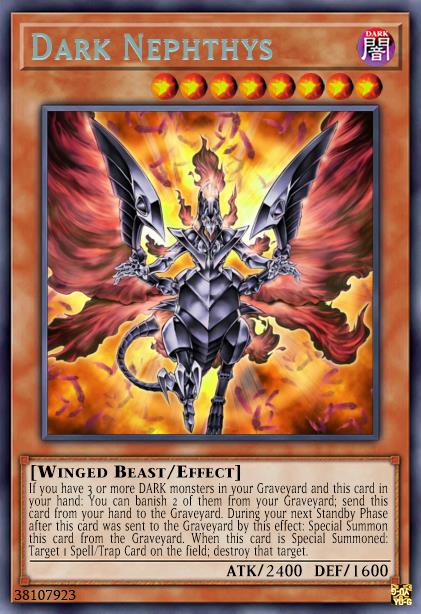 Dark Nephthys
DARK
闇
[Winged Beast/Effect]
If you have 3 or more DARK monsters in your Graveyard and this card in
your hand: You can banish 2 of them from your Graveyard; send this
card from your hand to the Graveyard. During your next Standby Phase
after this card was sent to the Graveyard by this effect: Special Summon
this card from the Graveyard. When this card is Special Summoned:
Target 1 Spell/Trap Card on the field; destroy that target.
ATK/2400 DEF/1600
38107923